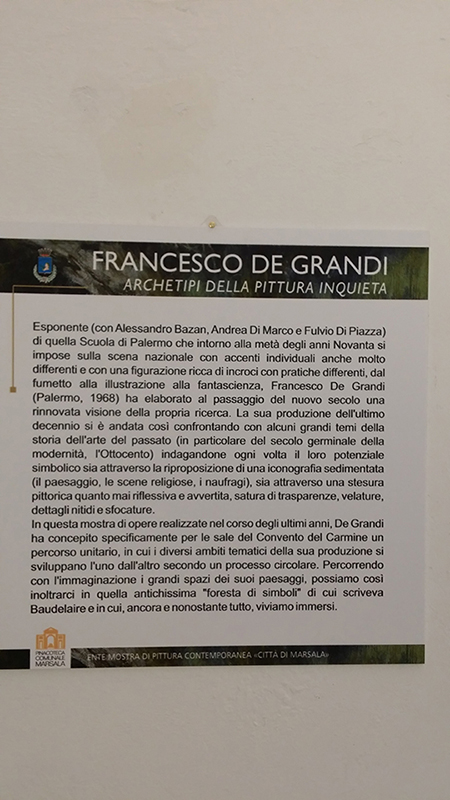 FRANCESCO DE GRANDI
ARCHETIPI DELLA PITTURA INQUIETA
Esponente (con Alessandro Bazan, Andrea Di Marco e Fulvio Di Piazza)
di quella Scuola di Palermo che intorno alla metà degli anni Novanta si
impose sulla scena nazionale con accenti individuali anche molto
differenti e con una figurazione ricca di incroci con pratiche differenti, dal
fumetto alla illustrazione alla fantascienza, Francesco De Grandi
(Palermo, 1968) ha elaborato al passaggio del nuovo secolo una
rinnovata visione della propria ricerca. La sua produzione dell'ultimo
decennio si è andata così confrontando con alcuni grandi temi della
storia dell'arte del passato (in particolare del secolo germinale della
modernità, l'Ottocento) indagandone ogni volta il loro potenziale
simbolico sia attraverso la riproposizione di una iconografia sedimentata
(il paesaggio, le scene religiose, i naufragi), sia attraverso una stesura
pittorica quanto mai riflessiva e avvertita, satura di trasparenze, velature,
dettagli nitidi e sfocature.
In questa mostra di opere realizzate nel corso degli ultimi anni, De Grandi
ha concepito specificamente per le sale del Convento del Carmine un
percorso unitario, in cui i diversi ambiti tematici della sua produzione si
sviluppano l'uno dall'altro secondo un processo circolare. Percorrendo
con l'immaginazione i grandi spazi dei suoi paesaggi, possiamo così
inoltrarci in quella antichissima "foresta di simboli" di cui scriveva
Baudelaire e in cui, ancora e nonostante tutto, viviamo immersi.
PINACOTECA
COMUNALE
MARSALA
ENTE MOSTRA DI PITTURA CONTEMPORANEA «CITTÀ DI MARSALA»